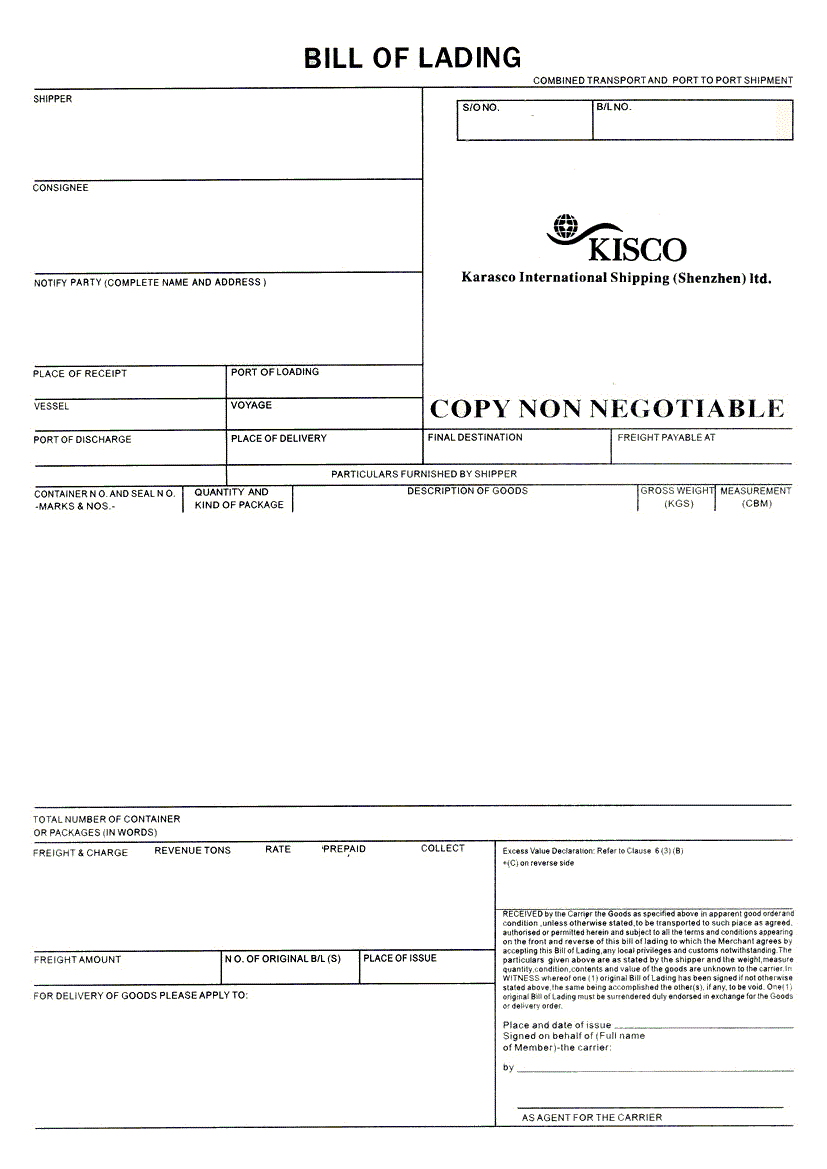 BILL OF LADING
COMBINED TRANSPORT AND PORT TO PORT SHIPMENT
SHIPPER
S/O NO.
B/L NO.
CONSIGNEE
KISCO
Karasco International Shipping (Shenzhen) ltd.
NOTIFY PARTY (COMPLETE NAME AND ADDRESS )
PLACE OF RECEIPT
PORT OF LOADING
VESSEL
VOYAGE
COPY NON NEGOTIABLE
PORT OF DISCHARGE
PLACE OF DELIVERY
FINAL DESTINATION
FREIGHT PAYABLE AT
PARTICULARS FURNISHED BY SHIPPER
CONTAINER N O. AND SEAL N O.
-MARKS & NOS.-
QUANTITY AND
KIND OF PACKAGE
DESCRIPTION OF GOODS
GROSS WEIGHT
(KGS)
MEASUREMENT
(CBM)
TOTAL NUMBER OF CONTAINER
OR PACKAGES (IN WORDS)
FREIGHT & CHARGE
REVENUE TONS
RATE
PREPAID
COLLECT
Excess Value Declaration: Refer to Clause 6 (3) (B)
+(C) on reverse side
RECEIVED by the Carrier the Goods as specified above in apparent good order and
condition ,unless otherwise stated,to be transported to such place as agreed,
authorised or permitted herein and subject to all the terms and conditions appearing
on the front and reverse of this bill of lading to which the Merchant agrees by
accepting this Bill of Lading,any local privileges and customs notwithstanding.The
particulars given above are as stated by the shipper and the weight,measure
quantity,condition,contents and value of the goods are unknown to the carrier.In
WITNESS whereof one (1) original Bill of Lading has been signed if not otherwise
stated above,the same being accomplished the other(s), if any, to be void. One(1)
original Bill of Lading must be surrendered duly endorsed in exchange for the Goods
or delivery order.
FREIGHT AMOUNT
N O. OF ORIGINAL B/L (S)
PLACE OF ISSUE
FOR DELIVERY OF GOODS PLEASE APPLY TO:
Place and date of issue
Signed on behalf of (Full name
of Member)-the carrier:
by
AS AGENT FOR THE CARRIER